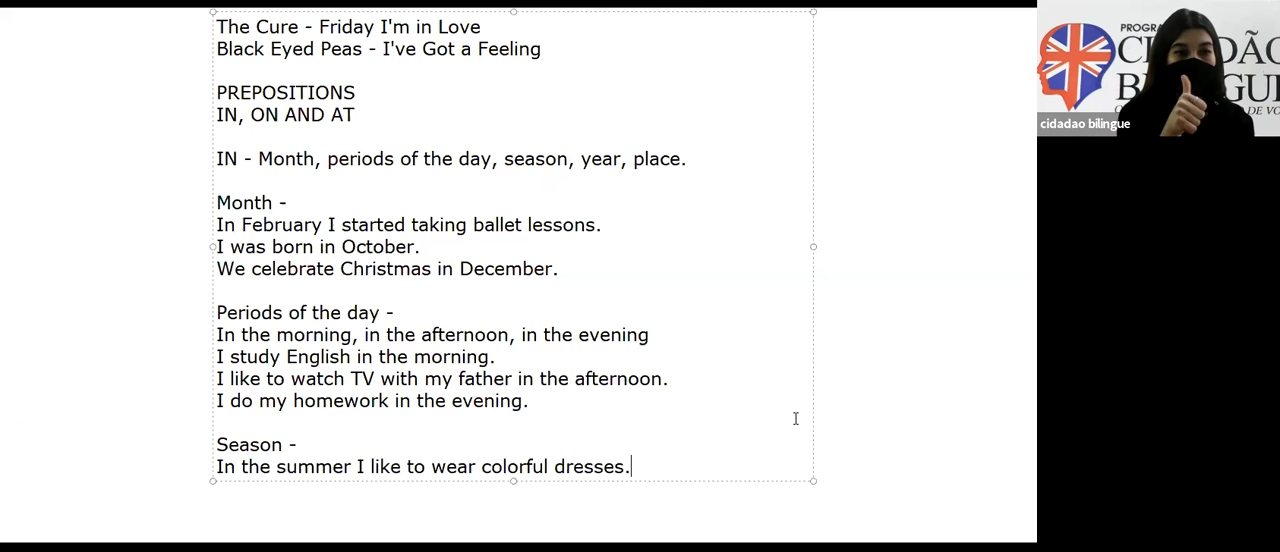 The Cure - Friday I'm in Love
Black Eyed Peas - I've Got a Feeling
PREPOSITIONS
IN, ON AND AT
IN - Month, periods of the day, season, year, place.
Month -
In February I started taking ballet lessons.
I was born in October.
We celebrate Christmas in December.
Periods of the day -
In the morning, in the afternoon, in the evening
I study English in the morning.
I like to watch TV with my father in the afternoon.
I do my homework in the evening.
Season -
In the summer I like to wear colorful dresses.
cidadao bilingue